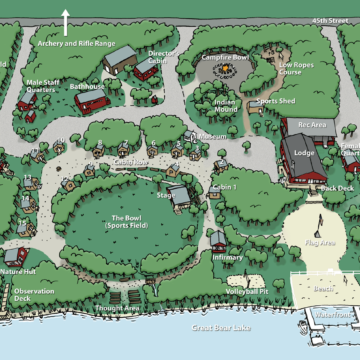 45th Street
Archery and Rifle Range
Director's
Cabin
Campfire Bowl
Low Ropes
Course
Male Staff
Quarters
Bathhouse
Indian
Mound
Sports Shed
Rec Area
Museum
Lodge
Cabin Row
Cabin 1
Back Deck
Stage
The Bowl
(Sports Field)
Flag Area
Infirmary
Nature Hut
Volleyball Pit
Beach
Observation
Deck
Thought Area
Waterfront
Great Bear Lake